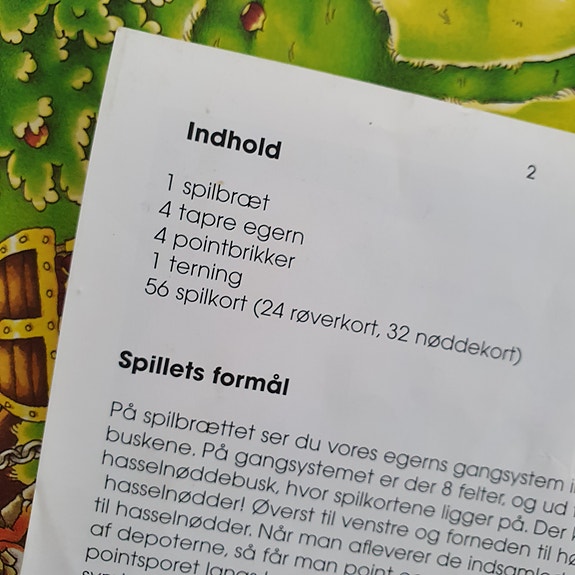 2
Indhold
1 spilbræt
4 tapre egern
4 pointbrikker
1 terning
56 spilkort (24 røverkort, 32 nøddekort)
Spillets formål
På spilbrættet ser du vores egerns gangsystem
buskene. På gangsystemet er der 8 felter, og ud
hasselnøddebusk, hvor spilkortene ligger på. Der
hasselnødder! Øverst til venstre og forneden til
til hasselnødder. Når man afleverer de
af depoterne, så får man point
pointsporet